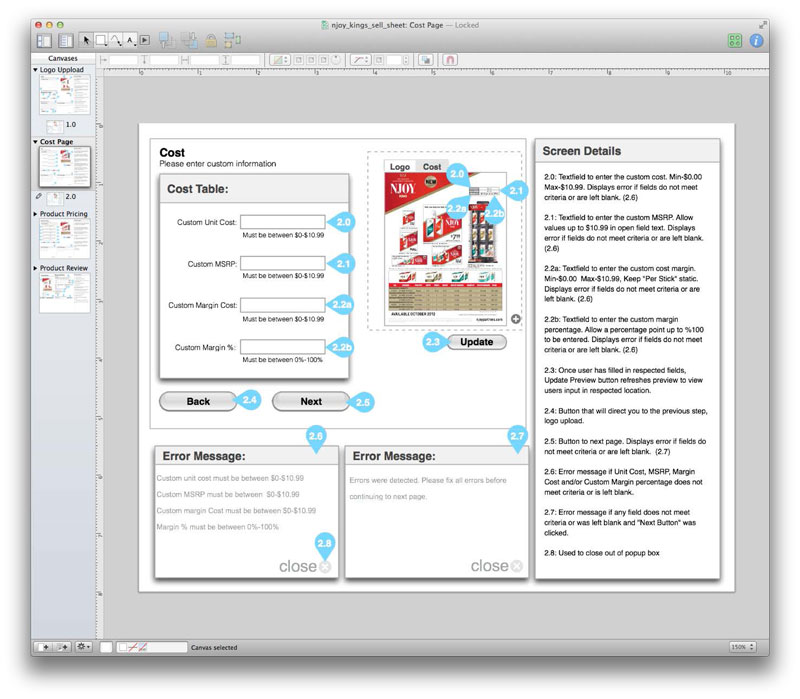 njoy_kings_sell_sheet: Cost Page — Locked
Canvases
Logo Uppload
1.0
Cost Page
2.0
Product Pricing
Product Review
0
1
2
3
4
5
6
7
8
9
10
Cost
Please enter custom information
Cost Table:
Custom Unit Cost:
2.0
Must be between $0-$10.99
Custom MSRP:
2.1
Must be between $0-$10.99
Custom Margin Cost:
2.2a
Must be between $0-$10.99
Custom Margin %:
2.2b
Must be between 0%-100%
Back
2.4
Next
2.5
Logo
Cost
2.0
2.1
2.2a
2.2b
NJOY
KINGS
NEW
AVAILABLE OCTOBER 2012
2.3
Update
2.6
Error Message:
Custom unit cost must be between $0-$10.99
Custom MSRP must be between $0-$10.99
Custom margin Cost must be between $0-$10.99
Margin % must be between 0%-100%
2.8
close
2.7
Error Message:
Errors were detected. Please fix all errors before
continuing to next page.
close
Screen Details
2.0: Textfield to enter the custom cost. Min-$0.00
Max-$10.99. Displays error if fields do not meet
criteria or are left blank. (2.6)
2.1: Textfield to enter the custom MSRP. Allow
values up to $10.99 in open field text. Displays
error if fields do not meet criteria or are left blank.
(2.6)
2.2a: Textfield to enter the custom cost margin.
Min-$0.00 Max-$10.99, Keep "Per Stick" static.
Displays error if fields do not meet criteria or are
left blank. (2.6)
2.2b: Textfield to enter the custom margin
percentage. Allow a percentage point up to %100
to be entered. Displays error if fields do not meet
criteria or are left blank. (2.6)
2.3: Once user has filled in respected fields,
Update Preview button refreshes preview to view
users input in respected location.
2.4: Button that will direct you to the previous step,
logo upload.
2.5: Button to next page. Displays error if fields do
not meet criteria or are left blank. (2.7)
2.6: Error message if Unit Cost, MSRP, Margin
Cost and/or Custom Margin percentage does not
meet criteria or is left blank.
2.7: Error message if any field does not meet
criteria or was left blank and "Next Button" was
clicked.
2.8: Used to close out of popup box
Canvas selected
150%